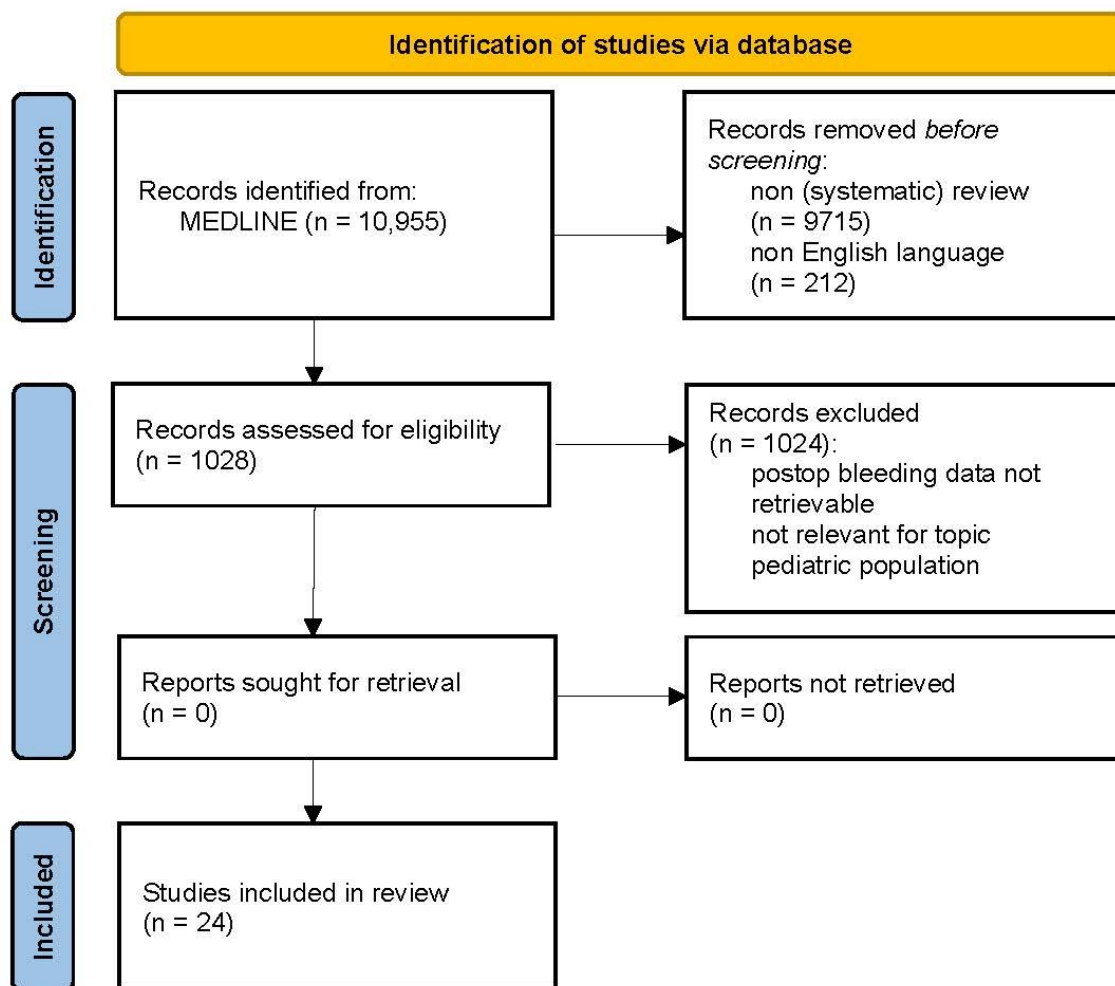 Identification of studies via database
Identification
Records identified from:
MEDLINE (n = 10,955)
Records removed before
screening:
non (systematic) review
(n = 9715)
non English language
(n = 212)
Screening
Records assessed for eligibility
(n = 1028)
Records excluded
(n = 1024):
postop bleeding data not
retrievable
not relevant for topic
pediatric population
Reports sought for retrieval
(n = 0)
Reports not retrieved
(n = 0)
Included
Studies included in review
(n = 24)